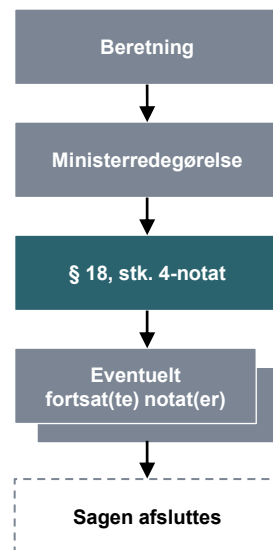 Beretning
Ministerredegørelse
§ 18, stk. 4-notat
Eventuelt
fortsat(te) notat(er)
Sagen afsluttes